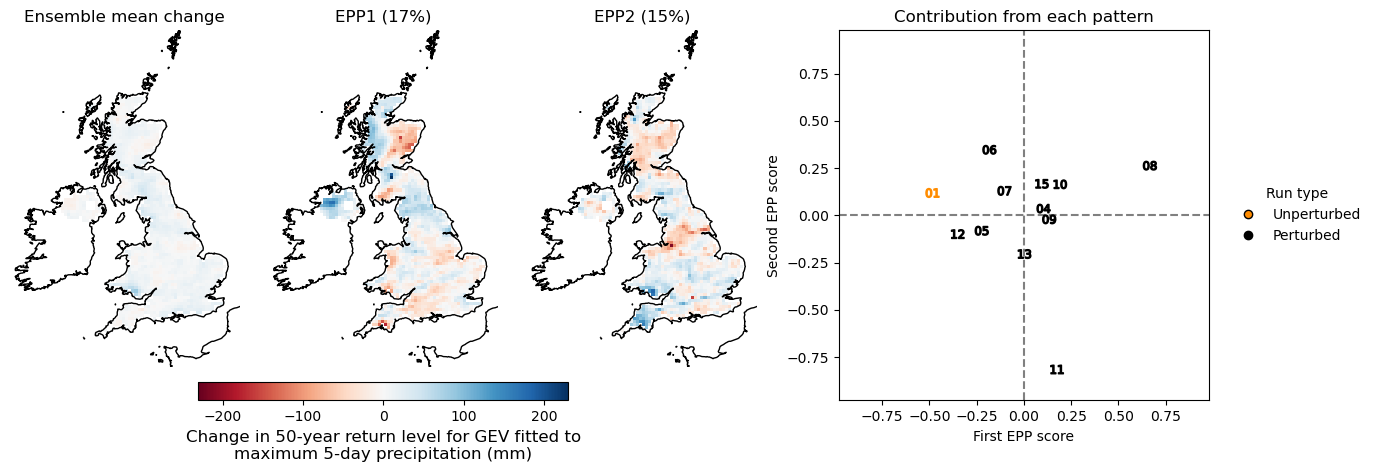 Ensemble mean change
EPP1 (17%)
EPP2 (15%)
Contribution from each pattern
−200
−100
0
100
200
Change in 50-year return level for GEV fitted to
maximum 5-day precipitation (mm)
Second EPP score
0.75
0.50
0.25
0.00
−0.25
−0.50
−0.75
06
08
01
07
15
10
04
09
12
05
13
11
−0.75
−0.50
−0.25
0.00
0.25
0.50
0.75
First EPP score
Run type
Unperturbed
Perturbed